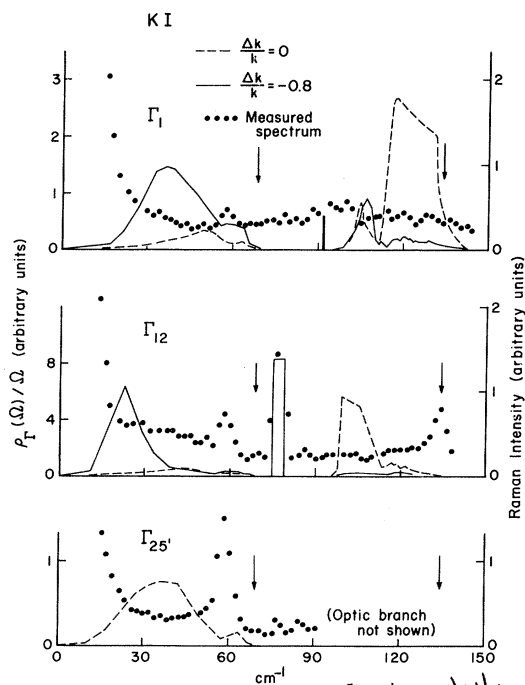 KI
Δk/k = 0
Δk/k = -0.8
Measured spectrum
Γ1
3
2
1
0
2
1
0
ρΓ(Ω)/Ω (arbitrary units)
Raman Intensity (arbitrary units)
Γ12
8
4
0
2
1
0
Γ25'
1
1
0
(Optic branch
not shown)
0 30 60 90 120 150
cm-1